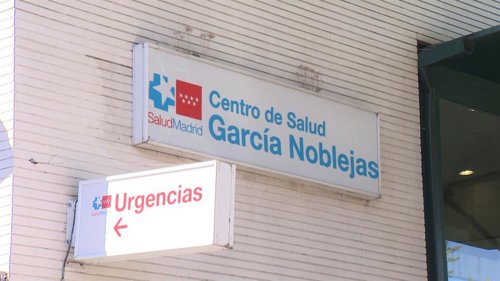 SaludMadrid
Centro de Salud
García Noblejas
Urgencias